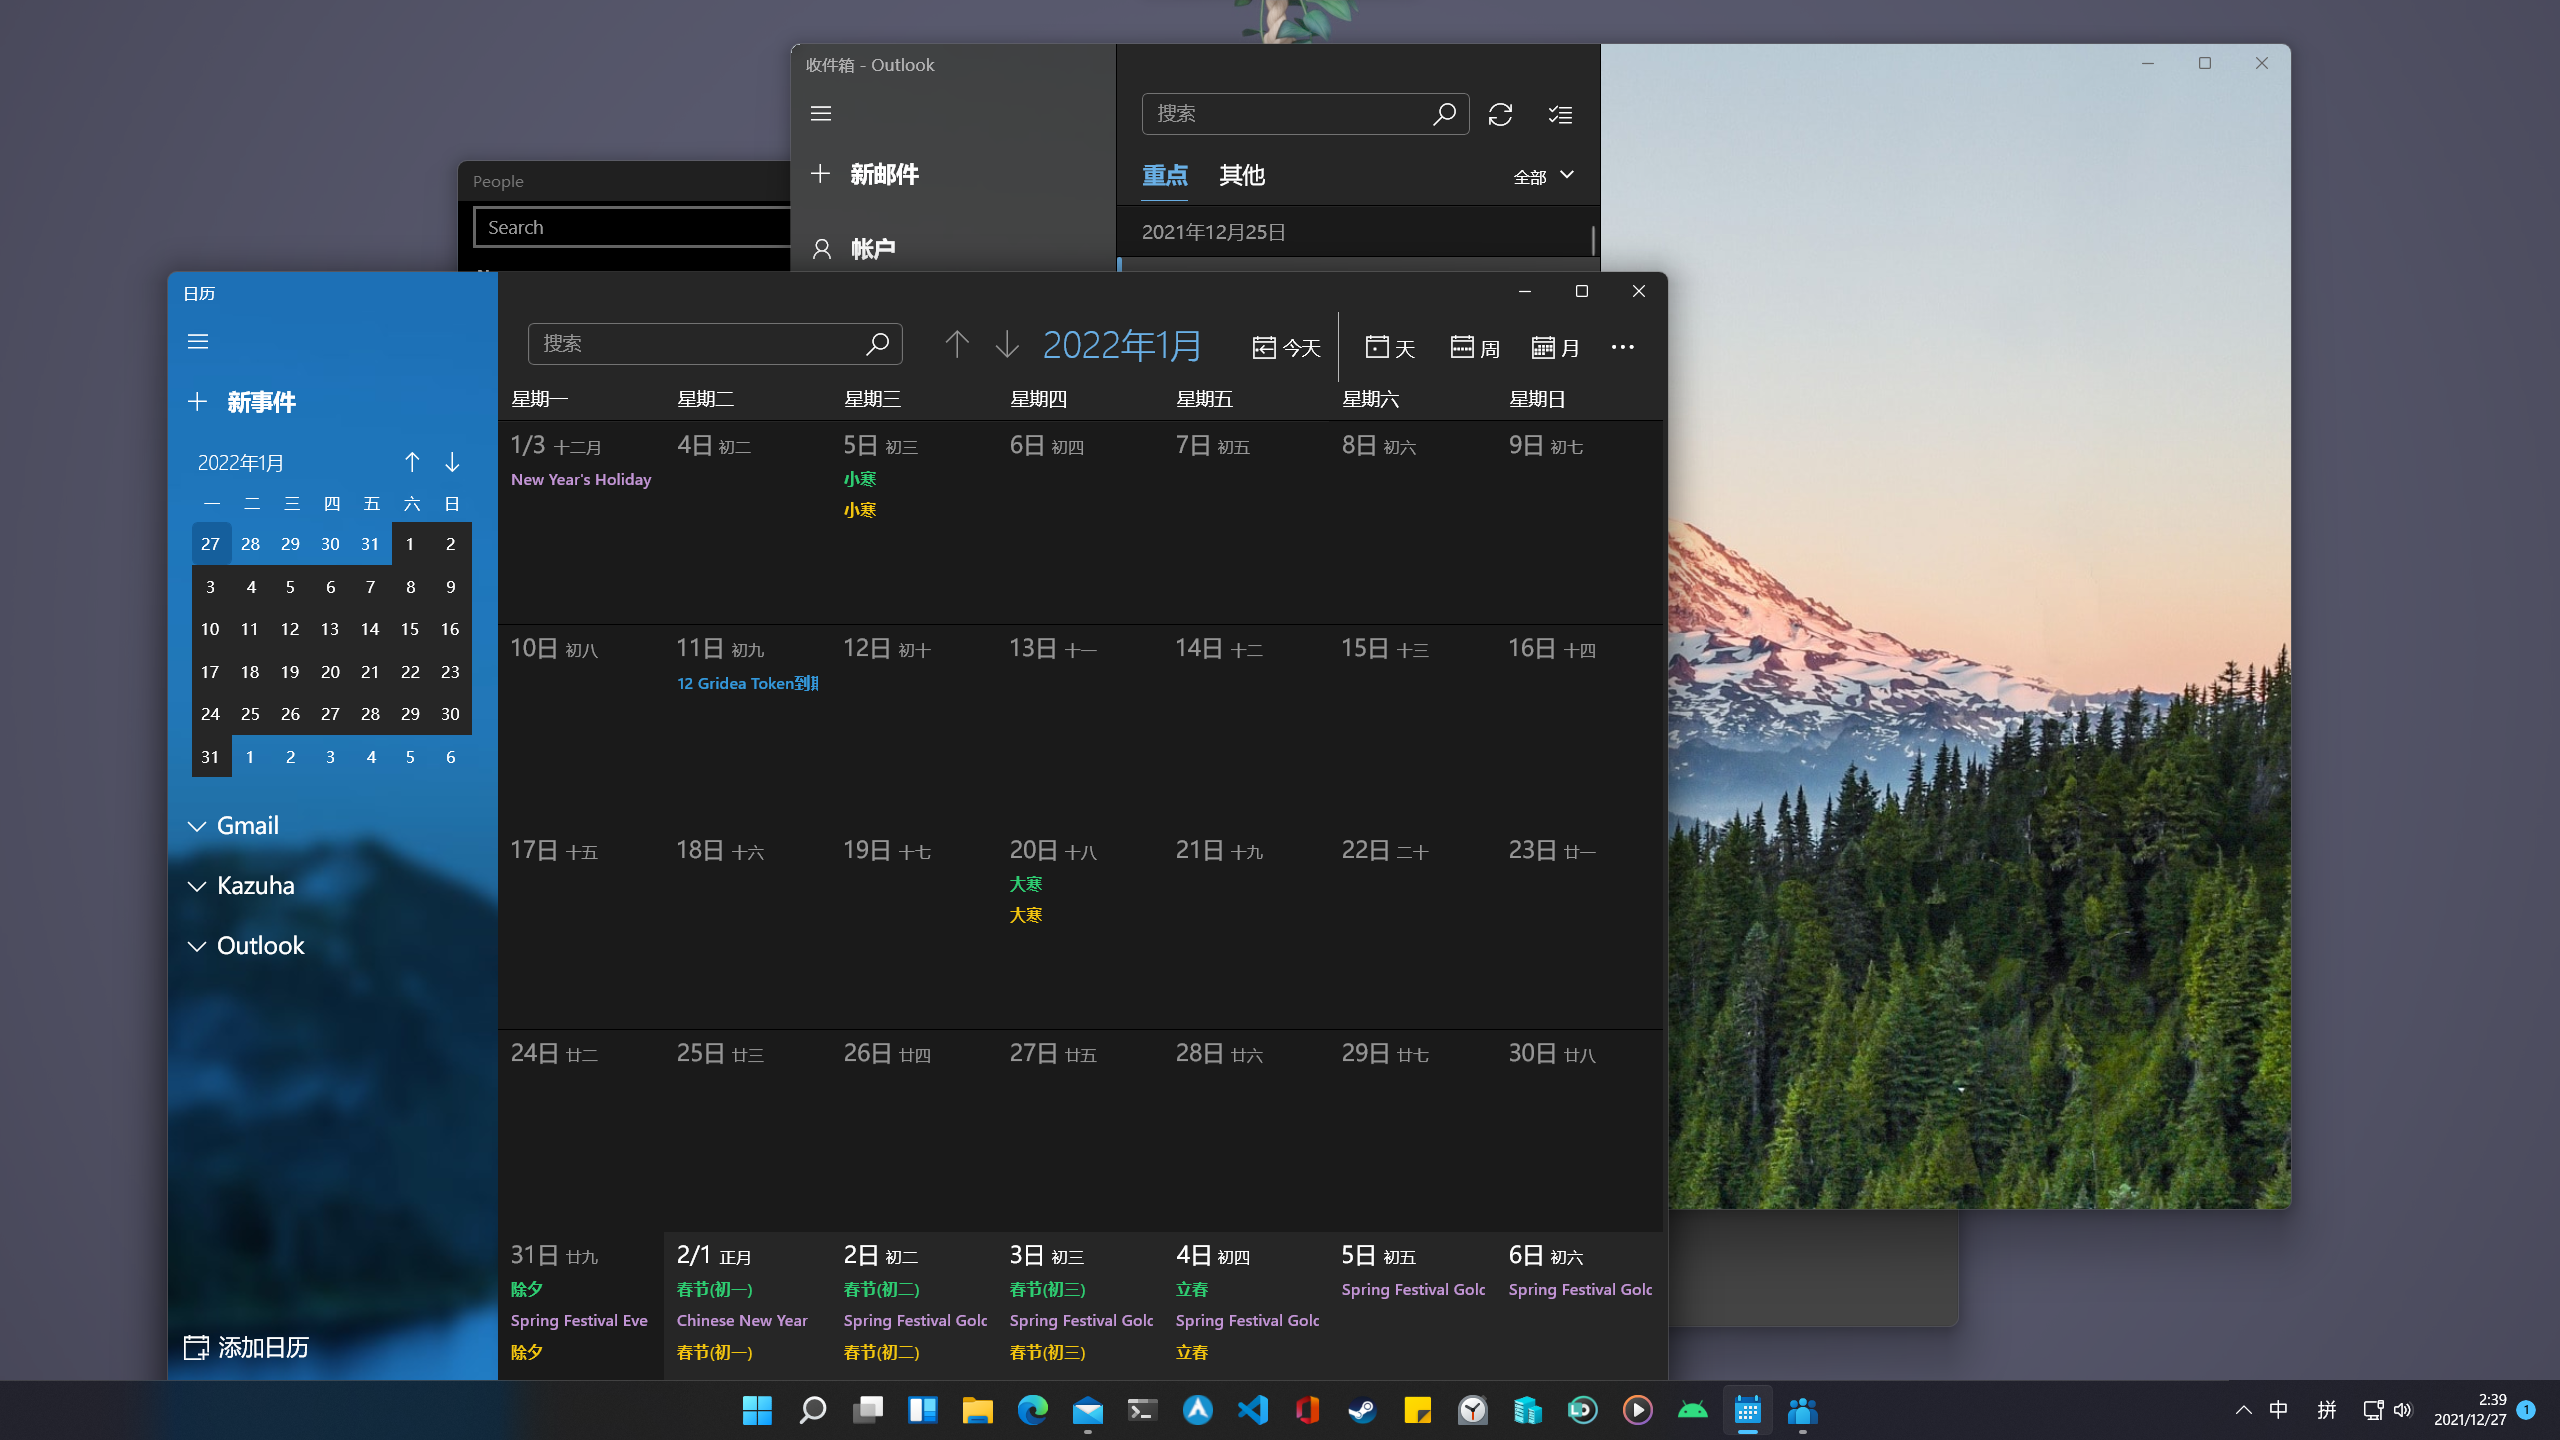 收件箱 - Outlook
搜索
新邮件
重点 其他 全部
People
Search
2021年12月25日
帐户
日历
搜索
2022年1月
今天 天 周 月
新事件
2022年1月
一 二 三 四 五 六 日
27 28 29 30 31 1 2
3 4 5 6 7 8 9
10 11 12 13 14 15 16
17 18 19 20 21 22 23
24 25 26 27 28 29 30
31 1 2 3 4 5 6
Gmail
Kazuha
Outlook
添加日历
星期一 星期二 星期三 星期四 星期五 星期六 星期日
1/3 十二月 4日 初二 5日 初三 6日 初四 7日 初五 8日 初六 9日 初七
New Year's Holiday 小寒
小寒
10日 初八 11日 初九 12日 初十 13日 十一 14日 十二 15日 十三 16日 十四
12 Gridea Token到
17日 十五 18日 十六 19日 十七 20日 十八 21日 十九 22日 二十 23日 廿一
大寒
大寒
24日 廿二 25日 廿三 26日 廿四 27日 廿五 28日 廿六 29日 廿七 30日 廿八
31日 廿九 2/1 正月 2日 初二 3日 初三 4日 初四 5日 初五 6日 初六
除夕 春节(初一) 春节(初二) 春节(初三) 立春 Spring Festival Gold Spring Festival Gold
Spring Festival Eve Chinese New Year Spring Festival Gold Spring Festival Gold Spring Festival Gold
除夕 春节(初一) 春节(初二) 春节(初三) 立春
中 拼 2:39
2021/12/27 1